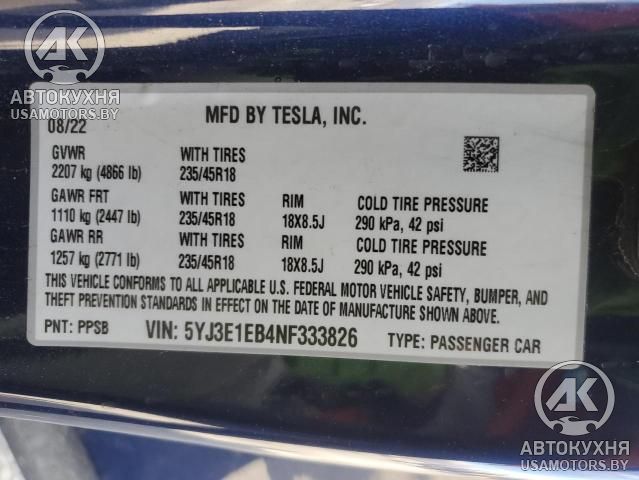 AK
АВТОКУХНЯ
USAMOTORS.BY
08/22
MFD BY TESLA, INC.
GVWR WITH TIRES
2207 kg (4866 lb) 235/45R18
GAWR FRT WITH TIRES RIM COLD TIRE PRESSURE
1110 kg (2447 lb) 235/45R18 18X8.5J 290 kPa, 42 psi
GAWR RR WITH TIRES RIM COLD TIRE PRESSURE
1257 kg (2771 lb) 235/45R18 18X8.5J 290 kPa, 42 psi
THIS VEHICLE CONFORMS TO ALL APPLICABLE U.S. FEDERAL MOTOR VEHICLE SAFETY, BUMPER, AND
THEFT PREVENTION STANDARDS IN EFFECT ON THE DATE OF MANUFACTURE SHOWN ABOVE.
PNT: PPSB VIN: 5YJ3E1EB4NF333826 TYPE: PASSENGER CAR
AK
АВТОКУХНЯ
USAMOTORS.BY